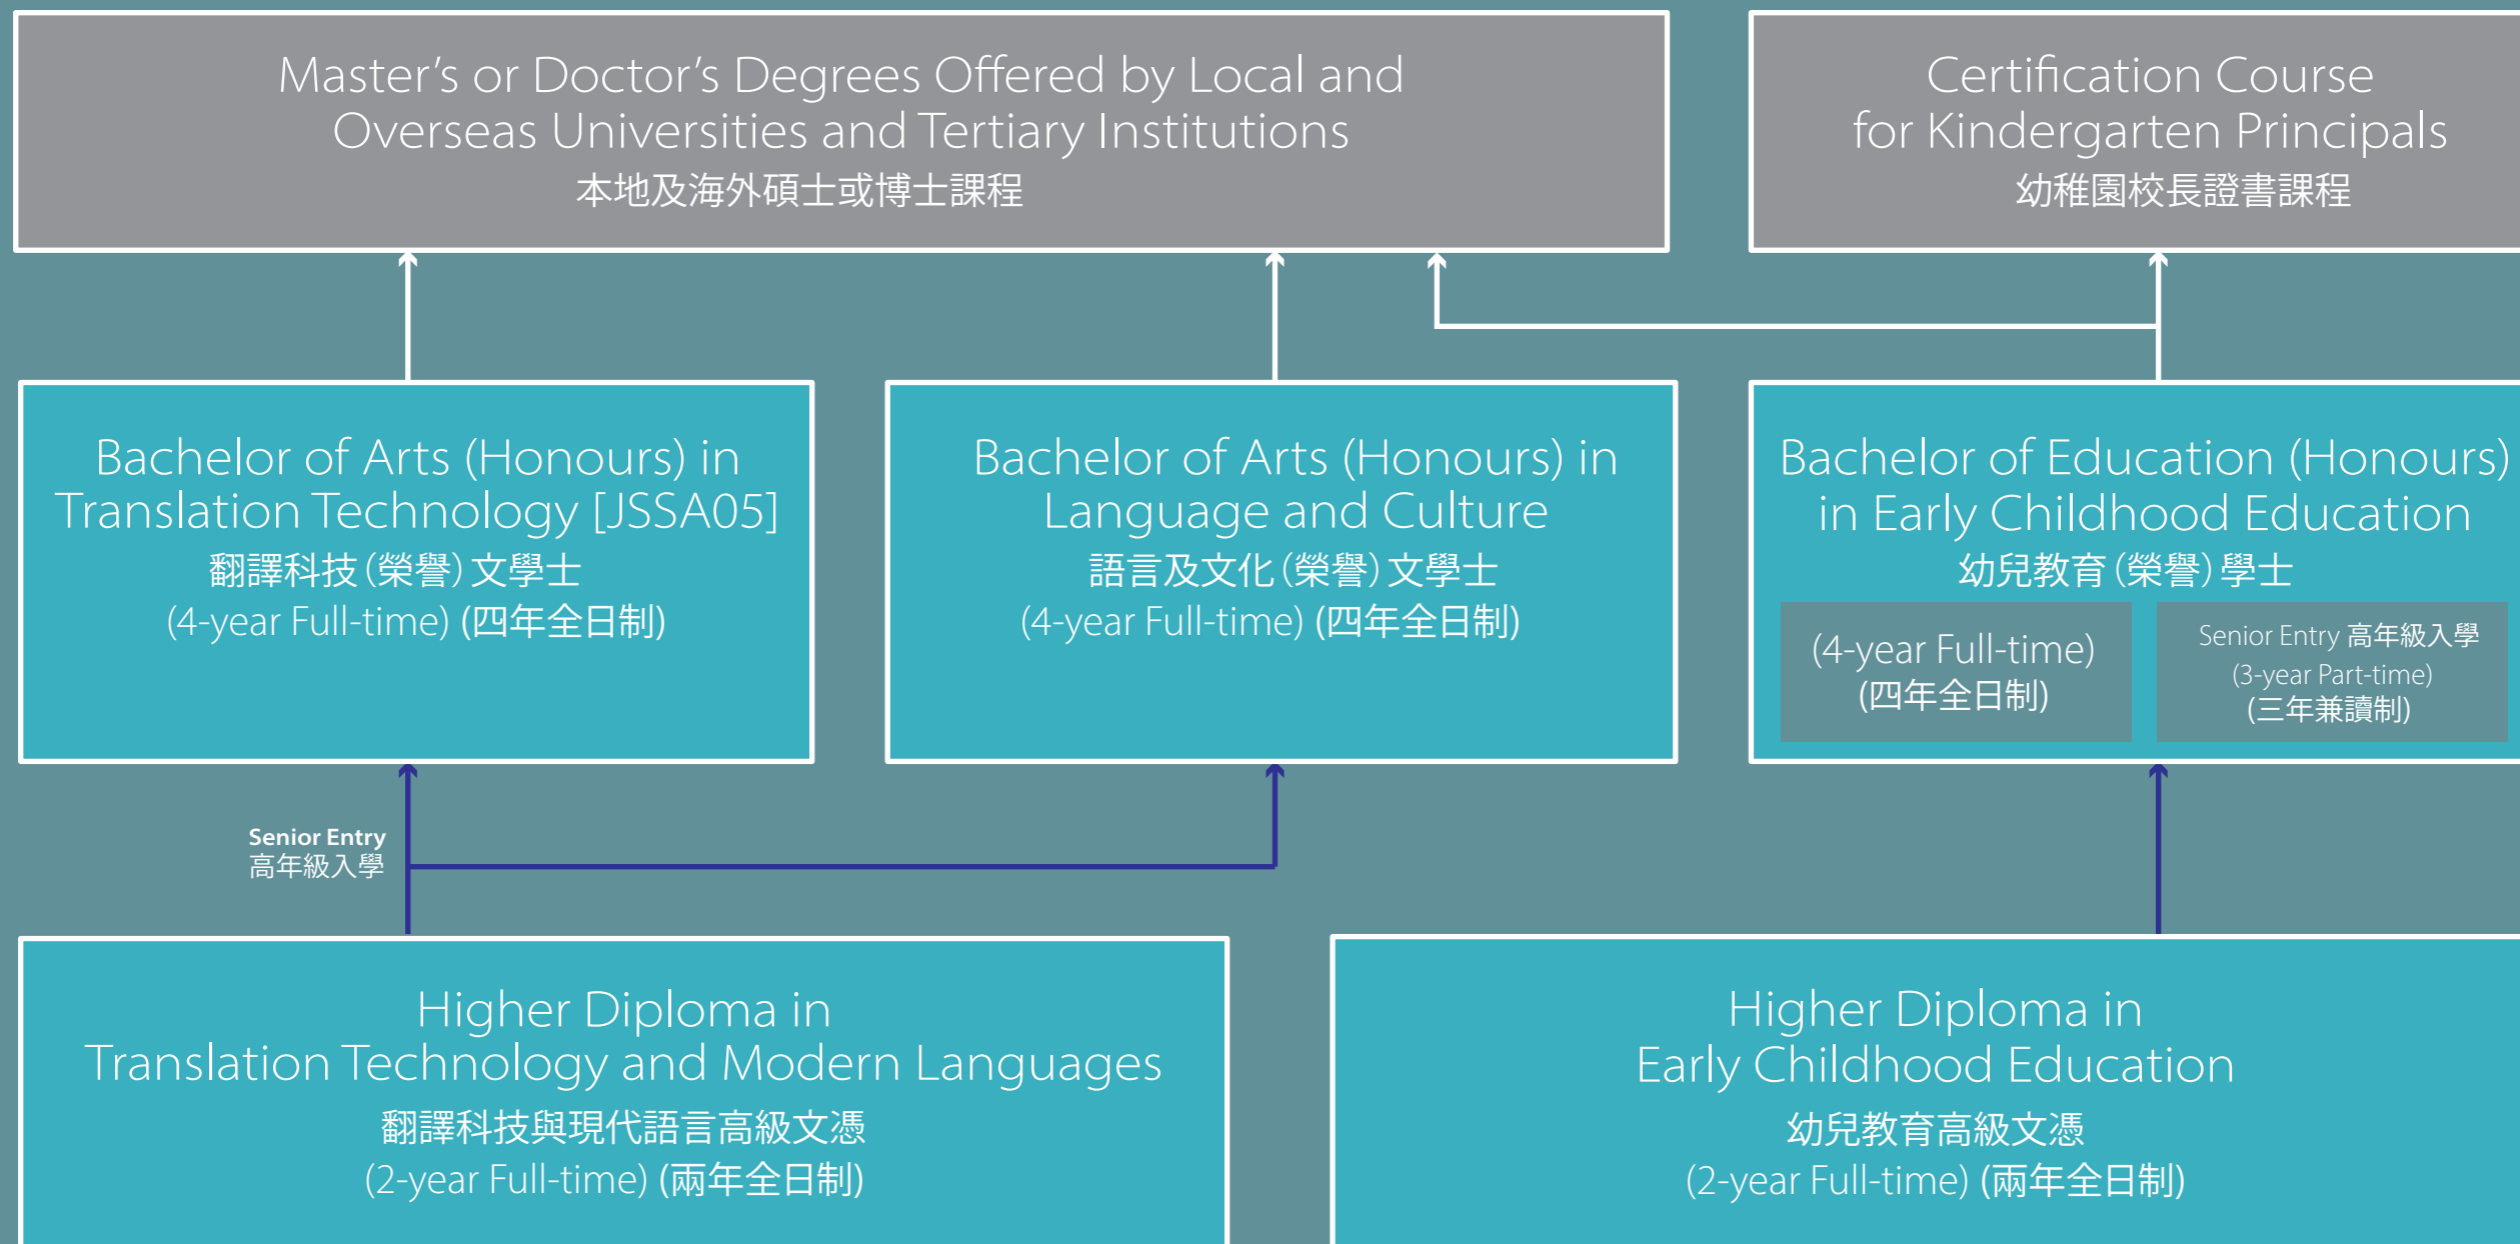 Master’s or Doctor’s Degrees Offered by Local and
Overseas Universities and Tertiary Institutions
本地及海外碩士或博士課程
Certification Course
for Kindergarten Principals
幼稚園校長證書課程
Bachelor of Arts (Honours) in
Translation Technology [JSSA05]
翻譯科技（榮譽）文學士
(4-year Full-time) (四年全日制)
Bachelor of Arts (Honours) in
Language and Culture
語言及文化（榮譽）文學士
(4-year Full-time) (四年全日制)
Bachelor of Education (Honours)
in Early Childhood Education
幼兒教育（榮譽）學士
(4-year Full-time)
(四年全日制)
Senior Entry 高年級入學
(3-year Part-time)
(三年兼讀制)
Senior Entry
高年級入學
Higher Diploma in
Translation Technology and Modern Languages
翻譯科技與現代語言高級文憑
(2-year Full-time) (兩年全日制)
Higher Diploma in
Early Childhood Education
幼兒教育高級文憑
(2-year Full-time) (兩年全日制)